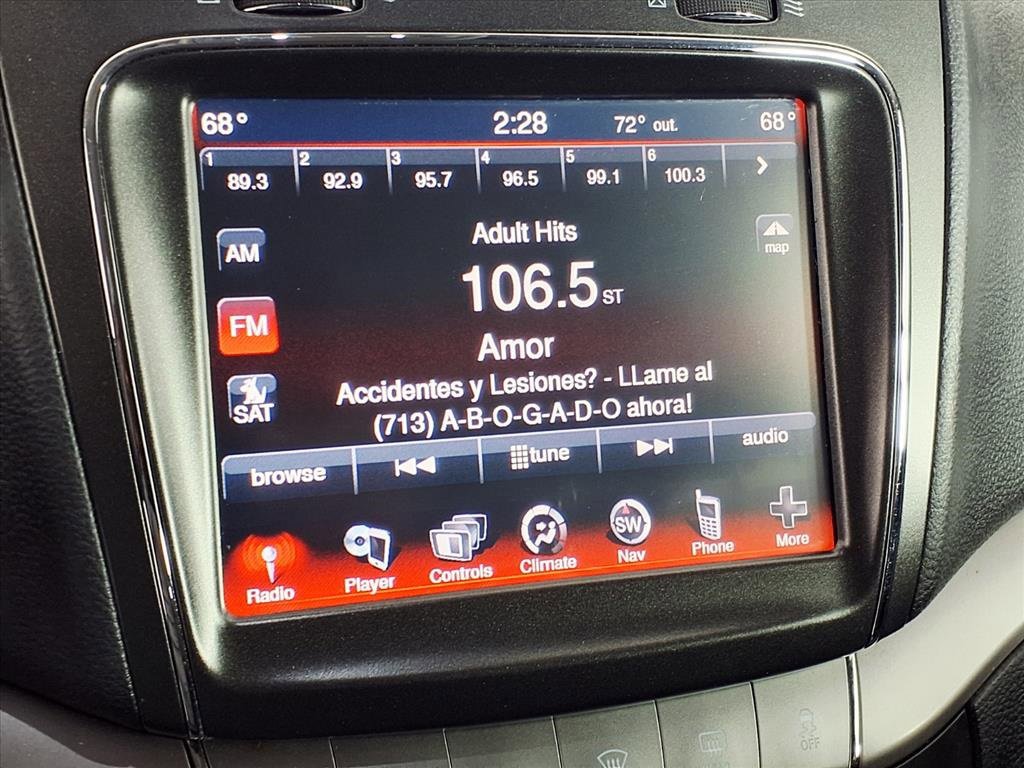 68° 2:28 72° out. 68°
1 2 3 4 5 6
89.3 92.9 95.7 96.5 99.1 100.3 >
Adult Hits
AM map
106.5 ST
FM
Amor
SAT
Accidentes y Lesiones? - LLame al
(713) A-B-O-G-A-D-O ahora!
browse tune audio
SW
Radio Player Controls Climate Nav Phone More
OFF